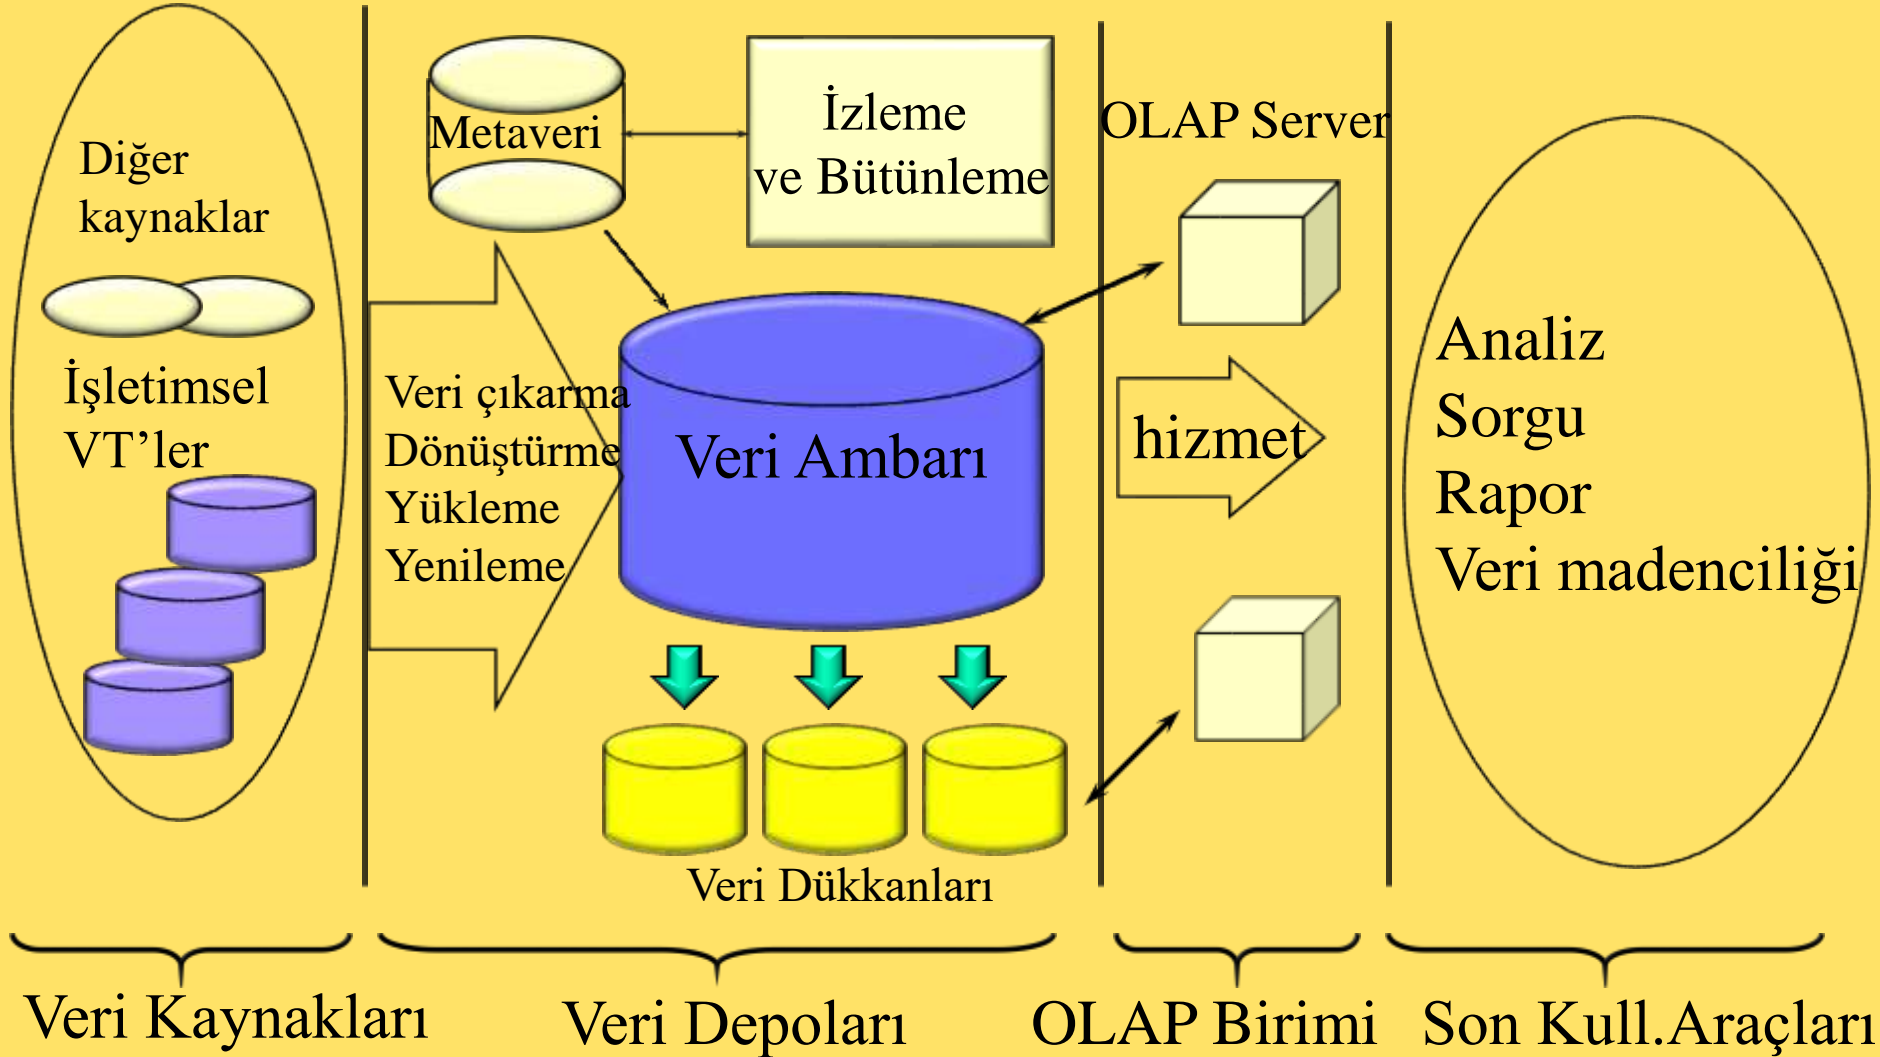 Diğer
kaynaklar
İşletimsel
VT’ler
Metaveri
İzleme
ve Bütünleme
Veri çıkarma
Dönüştürme
Yükleme
Yenileme
Veri Ambarı
Veri Dükkanları
OLAP Server
hizmet
Analiz
Sorgu
Rapor
Veri madenciliği
Veri Kaynakları
Veri Depoları
OLAP Birimi
Son Kull.Araçları